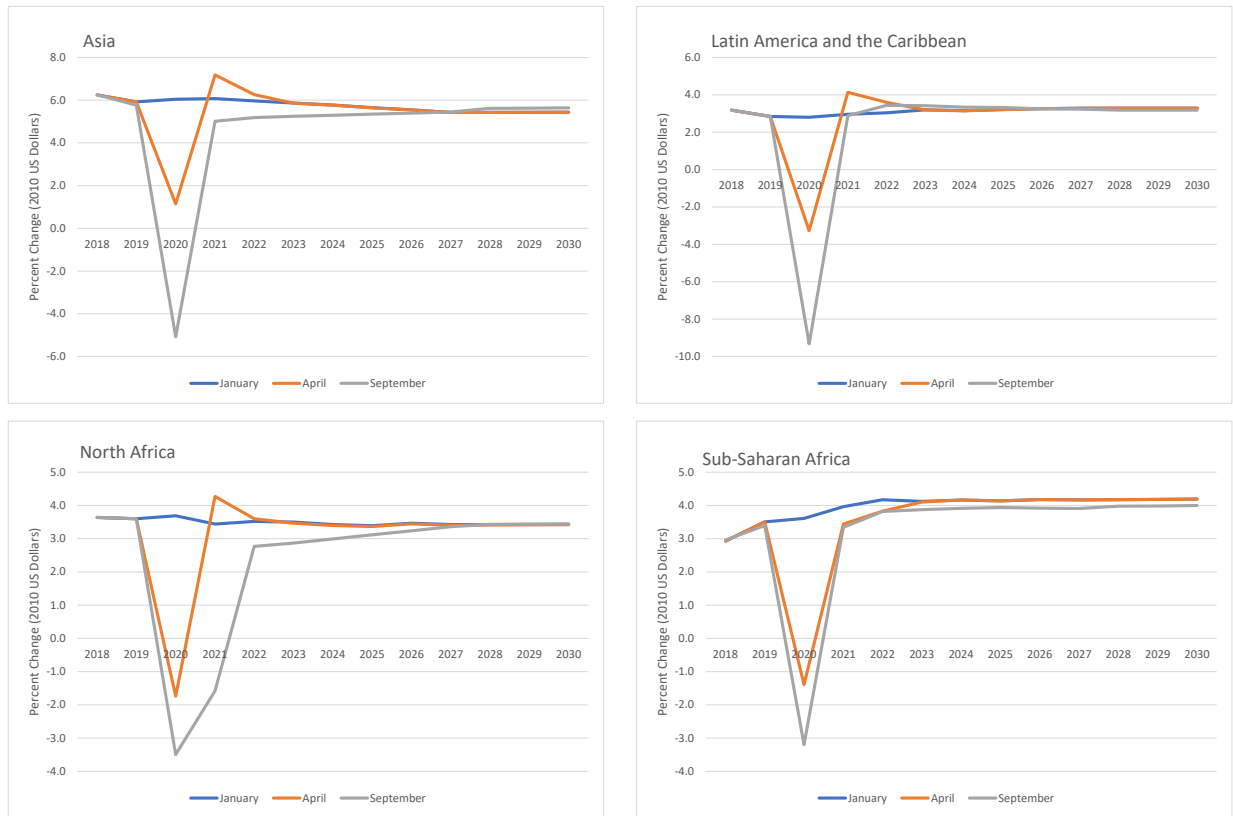 Asia
Percent Change (2010 US Dollars)
8.0
6.0
4.0
2.0
0.0
-2.0
-4.0
-6.0
2018 2019 2020 2021 2022 2023 2024 2025 2026 2027 2028 2029 2030
January April September
Latin America and the Caribbean
Percent Change (2010 US Dollars)
6.0
4.0
2.0
0.0
-2.0
-4.0
-6.0
-8.0
-10.0
2018 2019 2020 2021 2022 2023 2024 2025 2026 2027 2028 2029 2030
January April September
North Africa
Percent Change (2010 US Dollars)
5.0
4.0
3.0
2.0
1.0
0.0
-1.0
-2.0
-3.0
-4.0
2018 2019 2020 2021 2022 2023 2024 2025 2026 2027 2028 2029 2030
January April September
Sub-Saharan Africa
Percent Change (2010 US Dollars)
5.0
4.0
3.0
2.0
1.0
0.0
-1.0
-2.0
-3.0
-4.0
2018 2019 2020 2021 2022 2023 2024 2025 2026 2027 2028 2029 2030
January April September